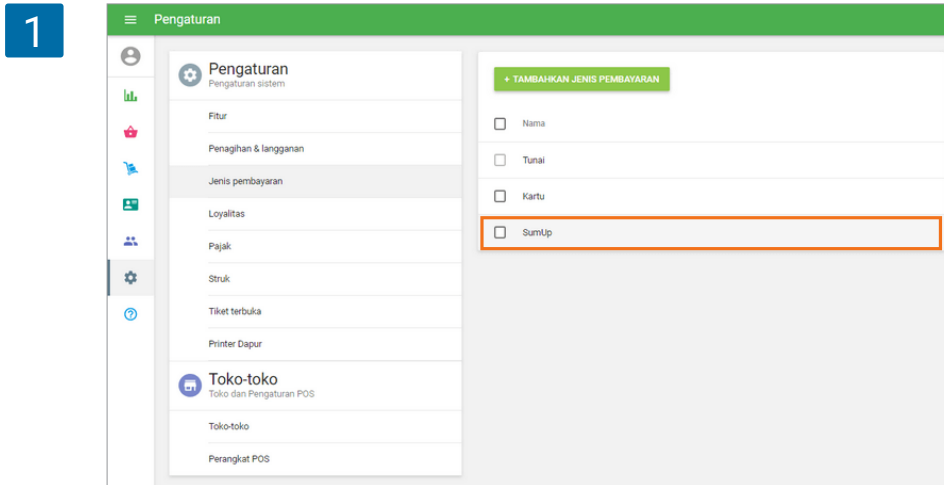 1
Pengaturan
Pengaturan
Pengaturan sistem
Fitur
Penagihan & langganan
Jenis pembayaran
Loyalitas
Pajak
Struk
Tiket terbuka
Printer Dapur
Toko-toko
Toko dan Pengaturan POS
Toko-toko
Perangkat POS
+ TAMBAHKAN JENIS PEMBAYARAN
Nama
Tunai
Kartu
SumUp